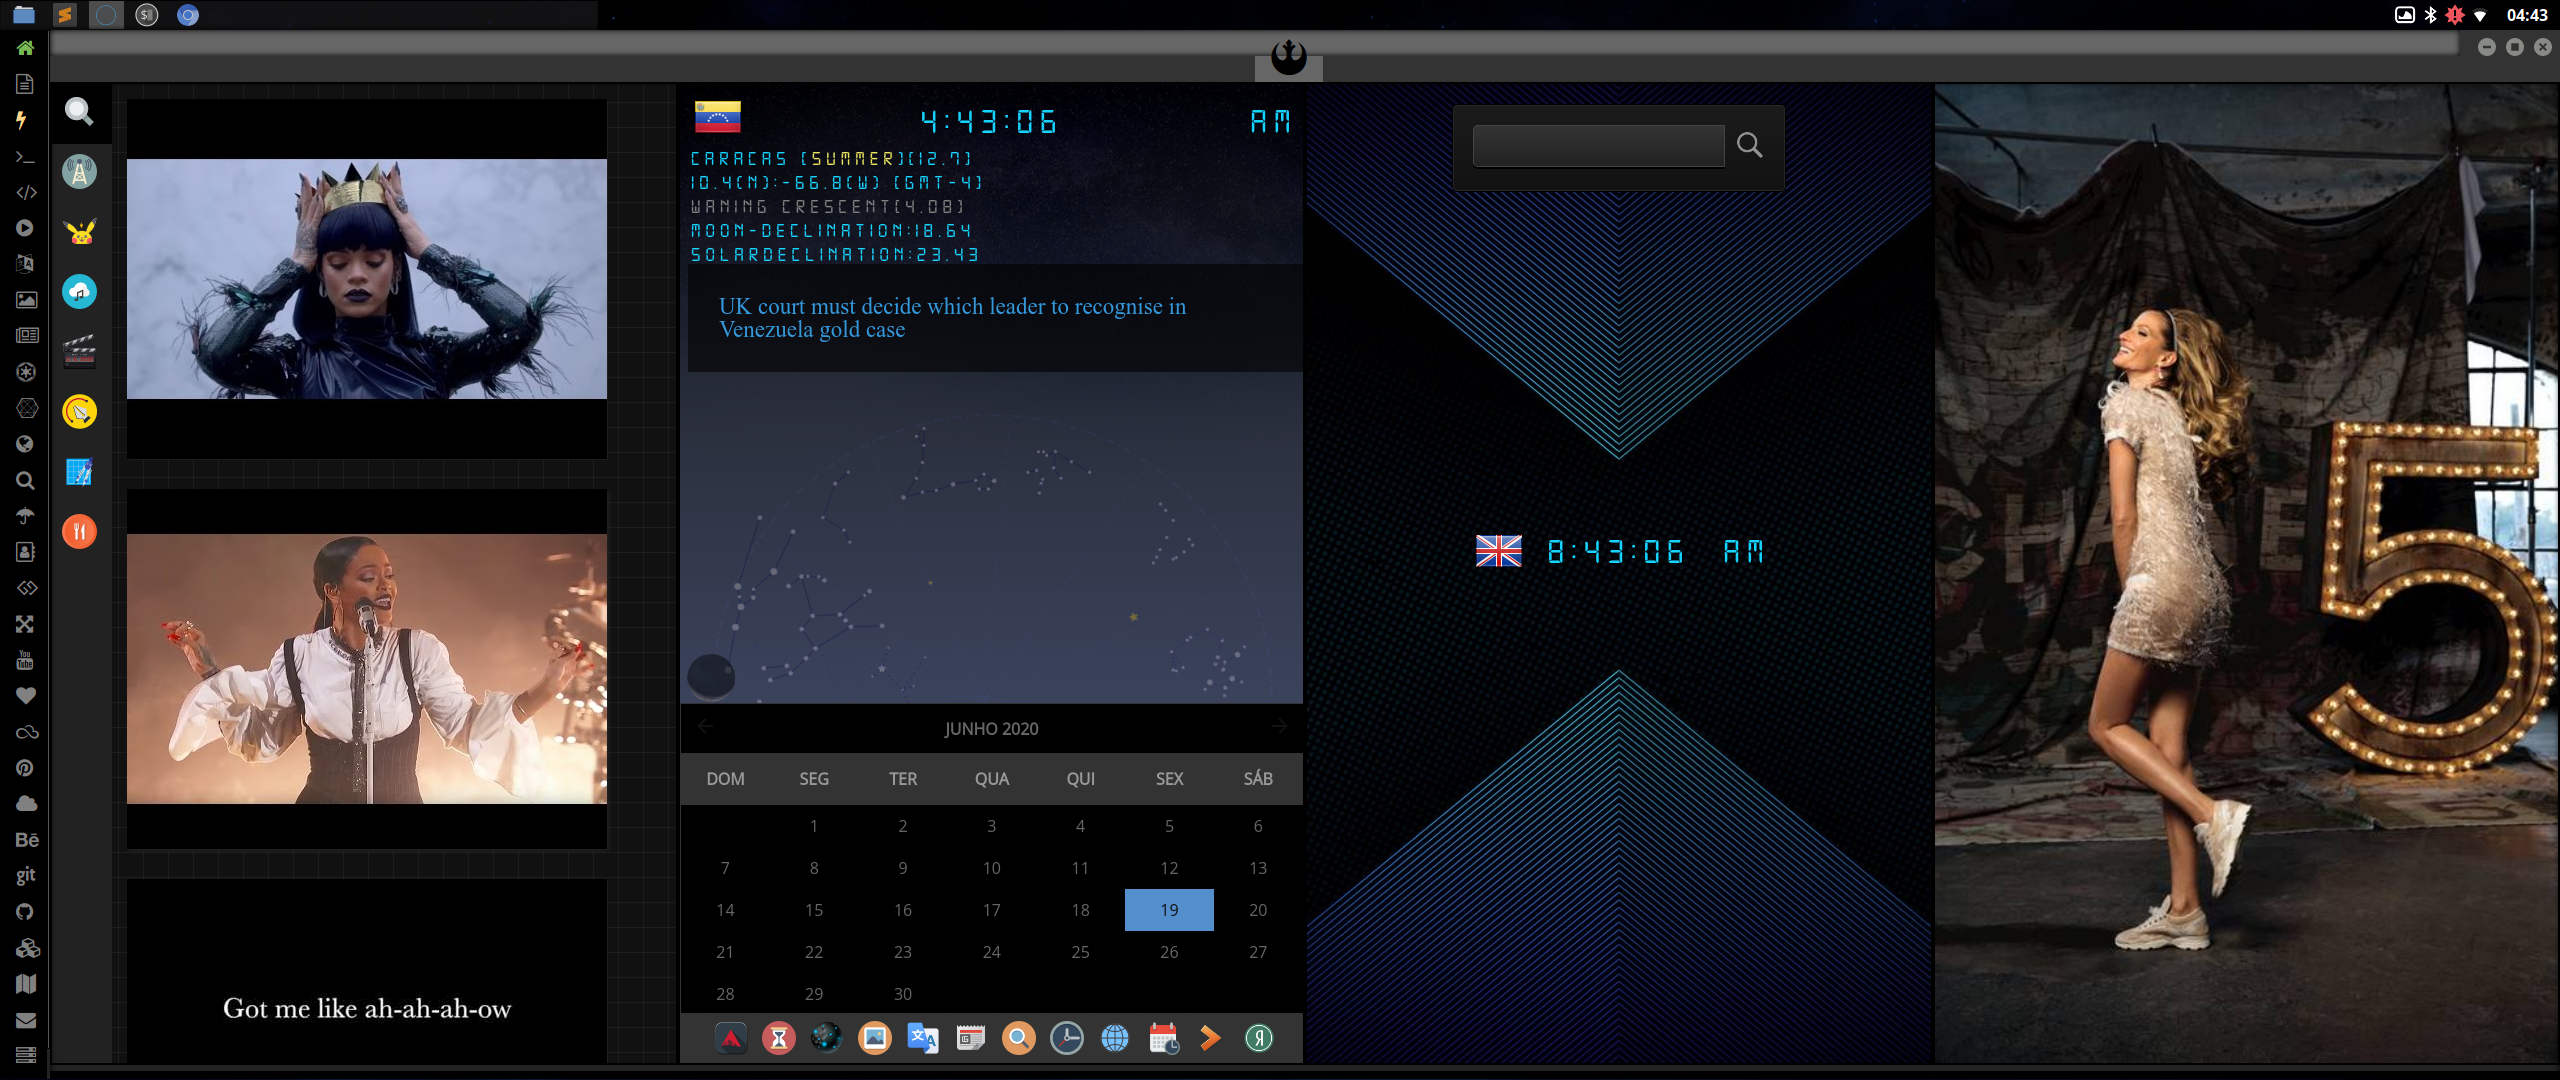 04:43
4:43:06 AM
CARACAS [SUMMER][12.7]
10.4(N):-66.8(W) [GMT-4]
WANING CRESCENT[4.08]
MOON-DECLINATION:18.64
SOLARDECLINATION:23.43
UK court must decide which leader to recognise in
Venezuela gold case
JUNHO 2020
DOM SEG TER QUA QUI SEX SÁB
1 2 3 4 5 6
7 8 9 10 11 12 13
14 15 16 17 18 19 20
21 22 23 24 25 26 27
28 29 30
8:43:06 AM
Got me like ah-ah-ah-ow
You
Tube
Bē
git
5